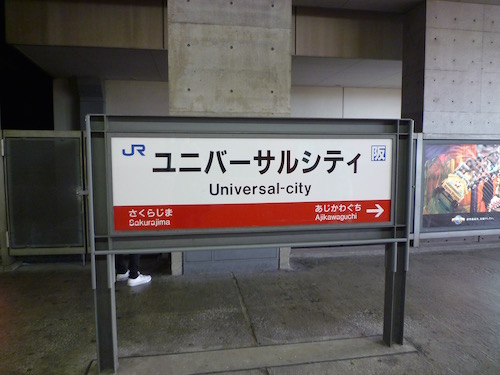 JR ユニバーサルシティ 阪
Universal-city
さくらじま あじかわぐち →
Sakurajima Ajikawaguchi